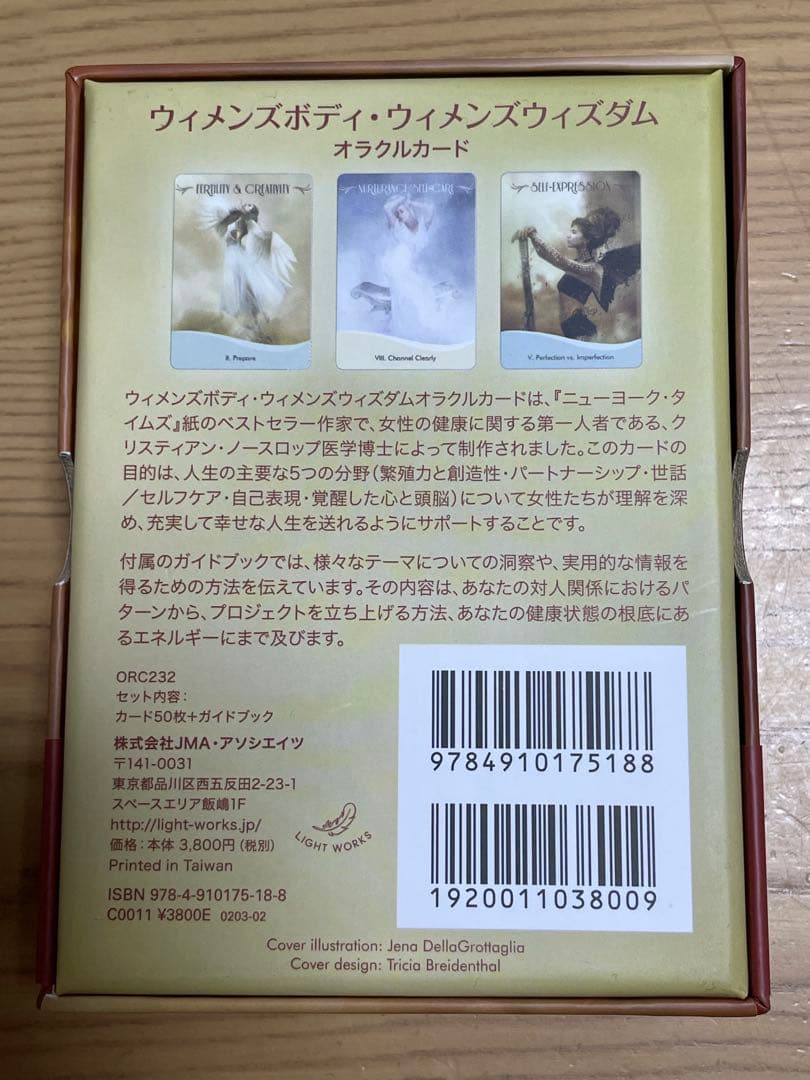 ウィメンズボディ・ウィメンズウィズダム
オラクルカード
FERTILITY & CREATIVITY
NURTURANCE/SELF-CARE
SELF-EXPRESSION
II. Prepare
VIII. Channel Clearly
V. Perfection vs. Imperfection
ウィメンズボディ・ウィメンズウィズダムオラクルカードは、『ニューヨーク・タ
イムズ』紙のベストセラー作家で、女性の健康に関する第一人者である、ク
リスティアン・ノースロップ医学博士によって制作されました。このカードの
目的は、人生の主要な5つの分野（繁殖力と創造性・パートナーシップ・世話
／セルフケア・自己表現・覚醒した心と頭脳）について女性たちが理解を深
め、充実して幸せな人生を送れるようにサポートすることです。
付属のガイドブックでは、様々なテーマについての洞察や、実用的な情報を
得るための方法を伝えています。その内容は、あなたの対人関係におけるパ
ターンから、プロジェクトを立ち上げる方法、あなたの健康状態の根底にあ
るエネルギーにまで及びます。
ORC232
セット内容：
カード50枚+ガイドブック
株式会社JMA・アソシエイツ
〒141-0031
東京都品川区西五反田2-23-1
スペースエリア飯嶋1F
http://light-works.jp/
価格：本体 3,800円（税別）
Printed in Taiwan
LIGHT WORKS
ISBN 978-4-910175-18-8
C0011 ¥3800E 0203-02
9784910175188
1920011038009
Cover illustration: Jena DellaGrottaglia
Cover design: Tricia Breidenthal